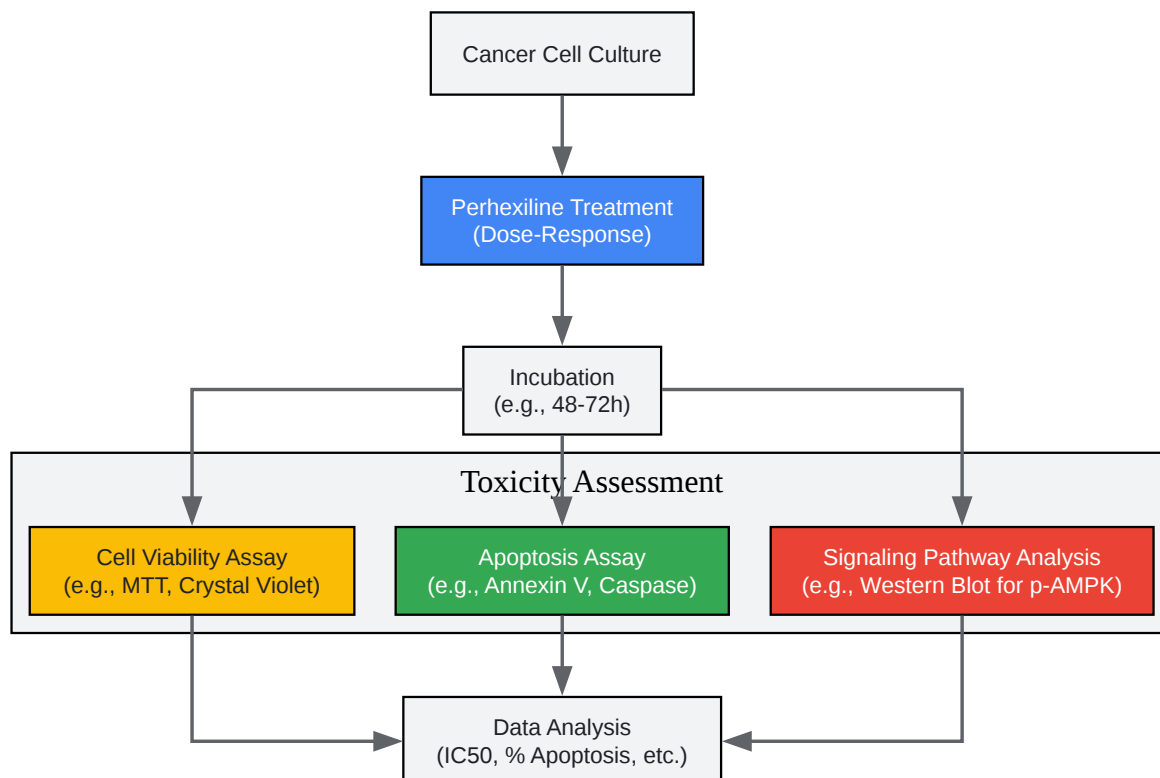 Cancer Cell Culture
Perhexiline Treatment
(Dose-Response)
Incubation
(e.g., 48-72h)
Toxicity Assessment
Cell Viability Assay
(e.g., MTT, Crystal Violet)
Apoptosis Assay
(e.g., Annexin V, Caspase)
Signaling Pathway Analysis
(e.g., Western Blot for p-AMPK)
Data Analysis
(IC50, % Apoptosis, etc.)